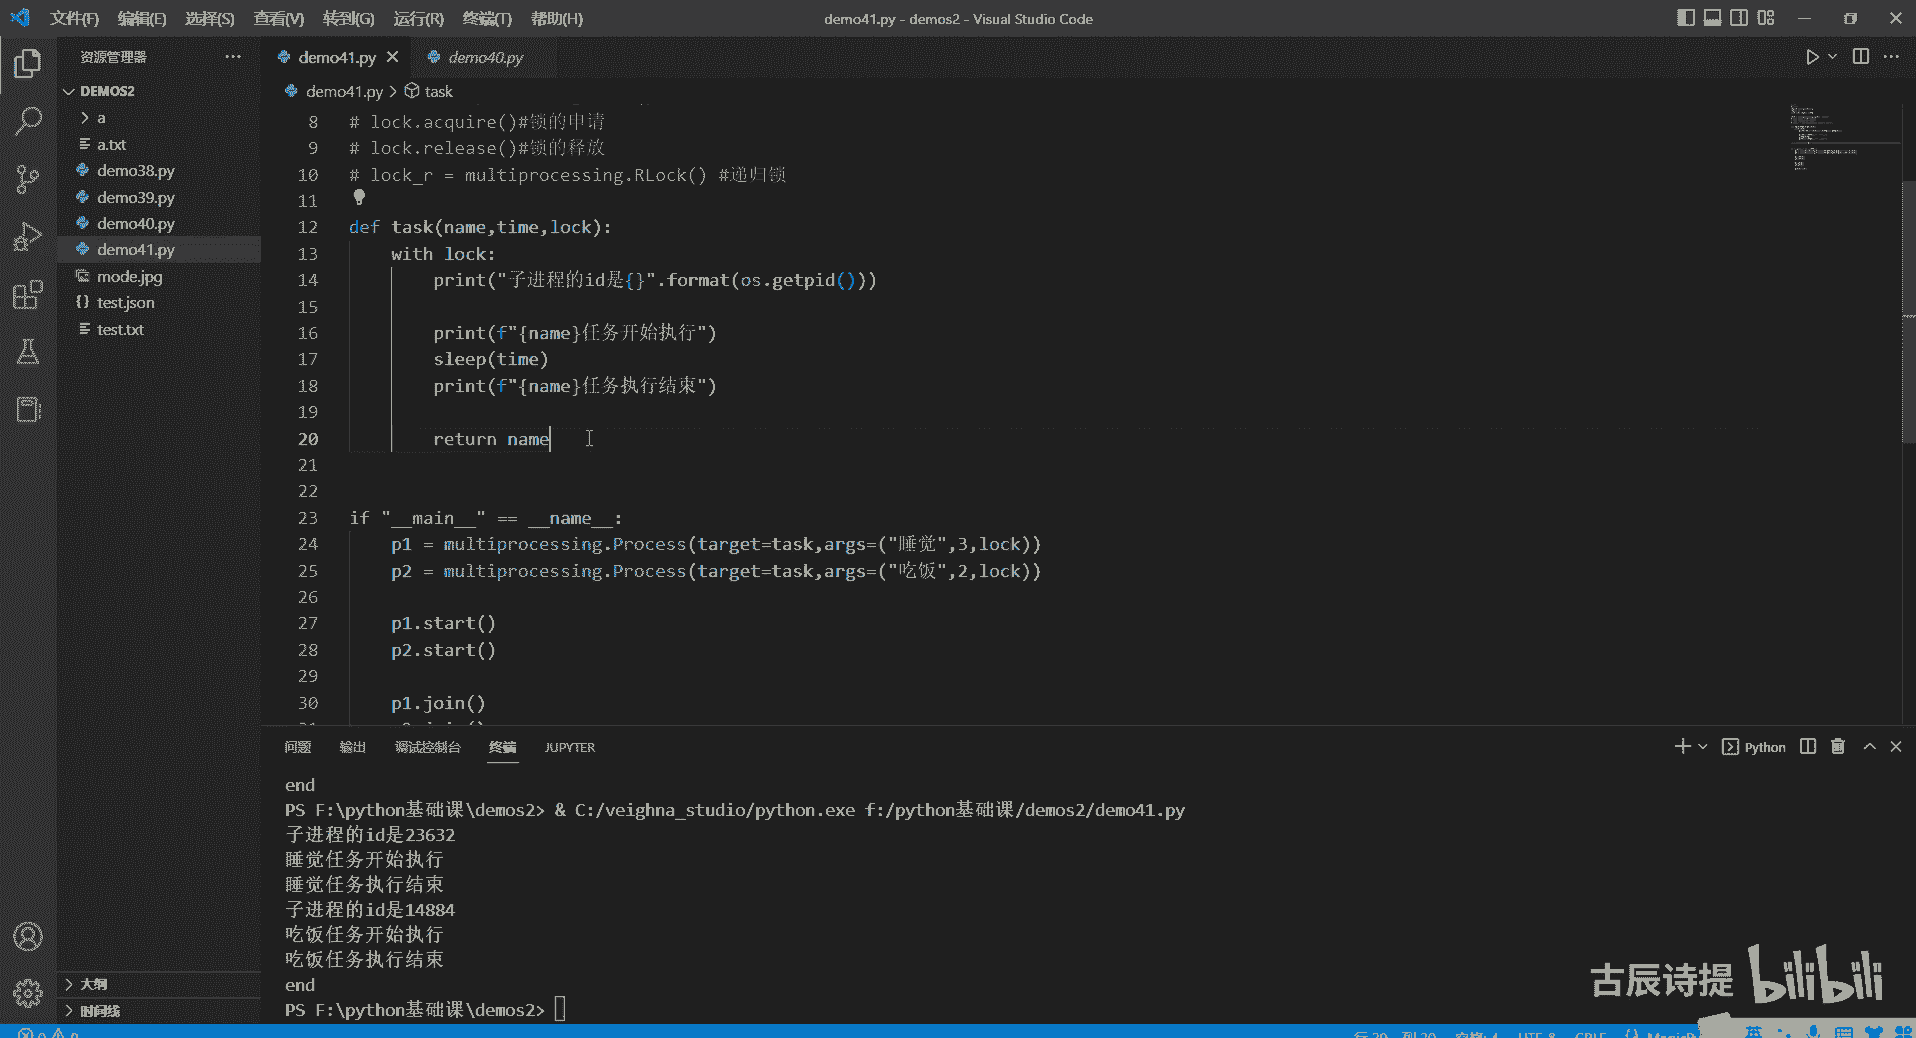 文件(F) 编辑(E) 选择(S) 查看(V) 转到(G) 运行(R) 终端(T) 帮助(H)
demo41.py - demos2 - Visual Studio Code
资源管理器
DEMOS2
a
a.txt
demo38.py
demo39.py
demo40.py
demo41.py
mode.jpg
test.json
test.txt
大纲
时间线
demo41.py demo40.py
demo41.py > task
8 # lock.acquire()#锁的申请
9 # lock.release()#锁的释放
10 # lock_r = multiprocessing.RLock() #递归锁
11
12 def task(name,time,lock):
13 with lock:
14 print("子进程的id是{}".format(os.getpid()))
15
16 print(f"{name}任务开始执行")
17 sleep(time)
18 print(f"{name}任务执行结束")
19
20 return name
21
22
23 if "__main__" == __name__:
24 p1 = multiprocessing.Process(target=task,args=("睡觉",3,lock))
25 p2 = multiprocessing.Process(target=task,args=("吃饭",2,lock))
26
27 p1.start()
28 p2.start()
29
30 p1.join()
问题 输出 调试控制台 终端 JUPYTER
Python
end
PS F:\python基础课\demos2> & C:/veighna_studio/python.exe f:/python基础课/demos2/demo41.py
子进程的id是23632
睡觉任务开始执行
睡觉任务执行结束
子进程的id是14884
吃饭任务开始执行
吃饭任务执行结束
end
PS F:\python基础课\demos2>
古辰诗提 bilibili
英